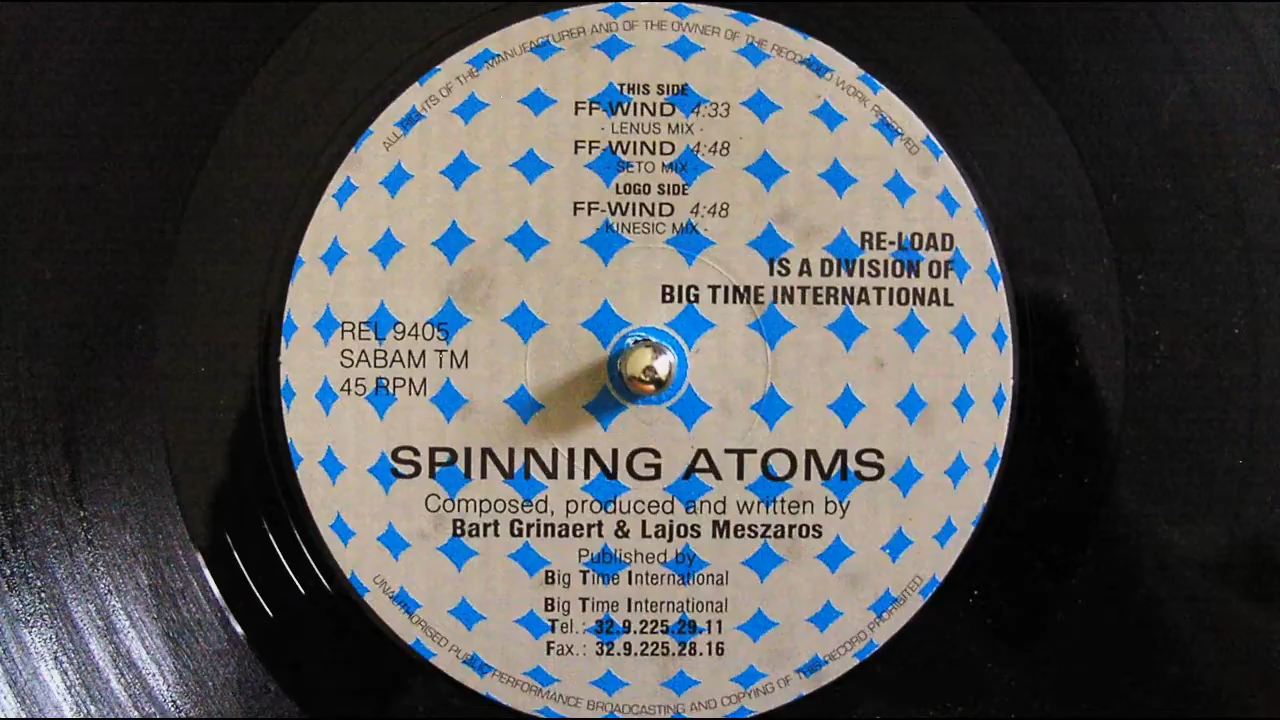 ALL RIGHTS OF THE MANUFACTURER AND OF THE OWNER OF THE RECORDED WORK RESERVED
THIS SIDE
FF-WIND 4:33
- LENUS MIX -
FF-WIND 4:48
- SETO MIX -
LOGO SIDE
FF-WIND 4:48
- KINESIC MIX -
RE-LOAD
IS A DIVISION OF
BIG TIME INTERNATIONAL
REL 9405
SABAM TM
45 RPM
SPINNING ATOMS
Composed, produced and written by
Bart Grinaert & Lajos Meszaros
Published by
Big Time International
Big Time International
Tel.: 32.9.225.29.11
Fax.: 32.9.225.28.16
UNAUTHORISED PUBLIC PERFORMANCE BROADCASTING AND COPYING OF THIS RECORD PROHIBITED